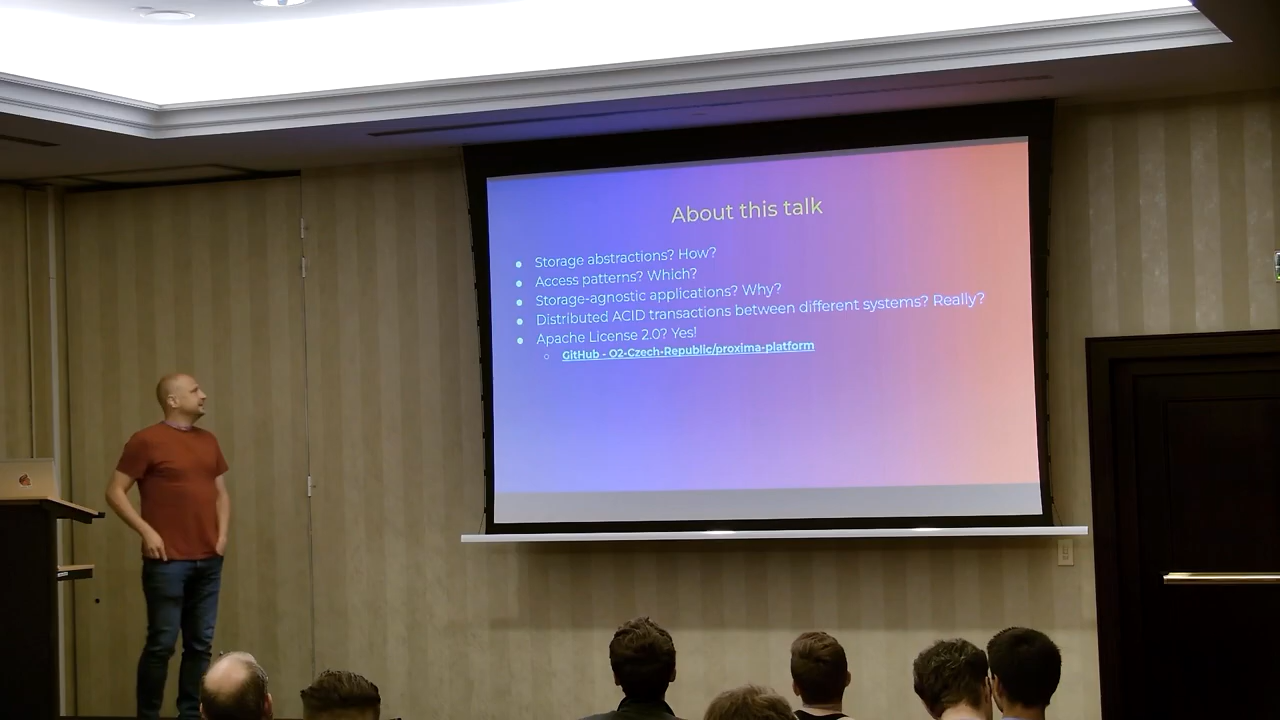 About this talk
Storage abstractions? How?
Access patterns? Which?
Storage-agnostic applications? Why?
Distributed ACID transactions between different systems? Really?
Apache License 2.0? Yes!
GitHub - O2-Czech-Republic/proxima-platform